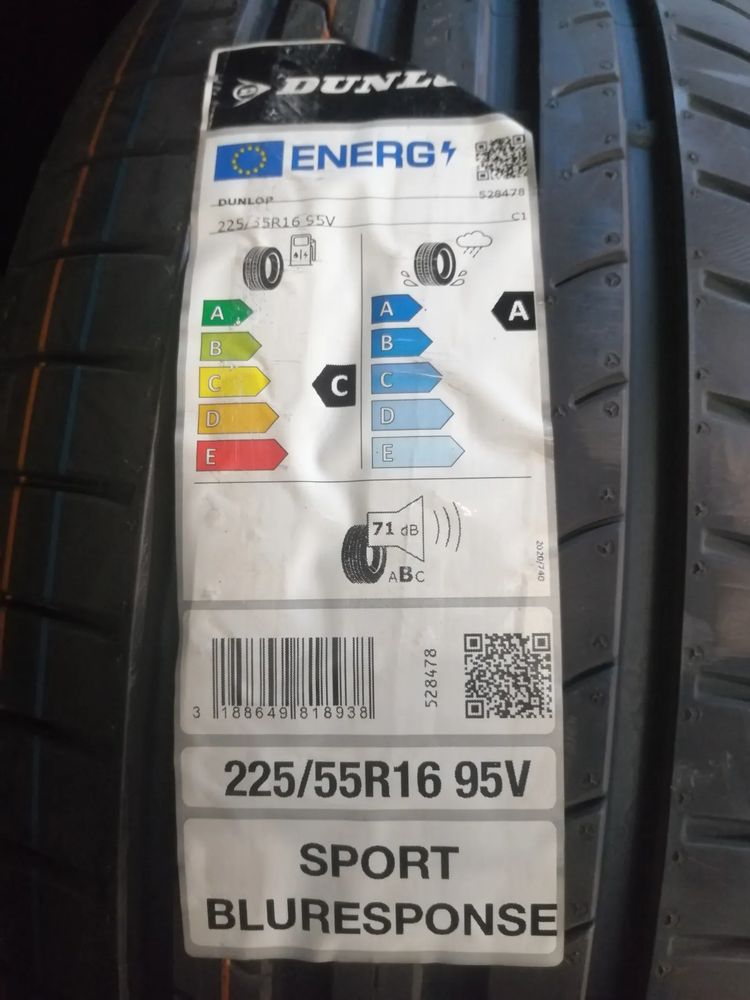 DUNLOP
ENERG
DUNLOP 528478
225/55R16 95V C1
A A A
B B
C C C
D D
E E
71 dB
ABC
2020/740
528478
3 188649 818938
225/55R16 95V
SPORT
BLURESPONSE